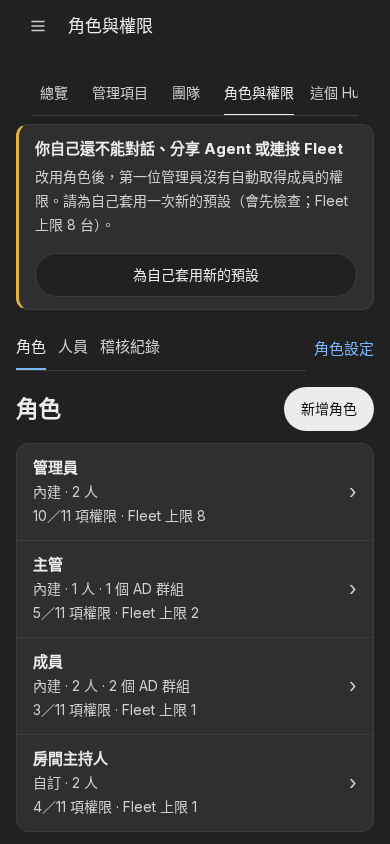 角色與權限
總覽 管理項目 團隊 角色與權限 這個 Hu
你自己還不能對話、分享 Agent 或連接 Fleet
改用角色後，第一位管理員沒有自動取得成員的權
限。請為自己套用一次新的預設（會先檢查；Fleet
上限 8 台）。
為自己套用新的預設
角色 人員 稽核紀錄 角色設定
角色 新增角色
管理員
內建 · 2 人
10／11 項權限 · Fleet 上限 8
主管
內建 · 1 人 · 1 個 AD 群組
5／11 項權限 · Fleet 上限 2
成員
內建 · 2 人 · 2 個 AD 群組
3／11 項權限 · Fleet 上限 1
房間主持人
自訂 · 2 人
4／11 項權限 · Fleet 上限 1